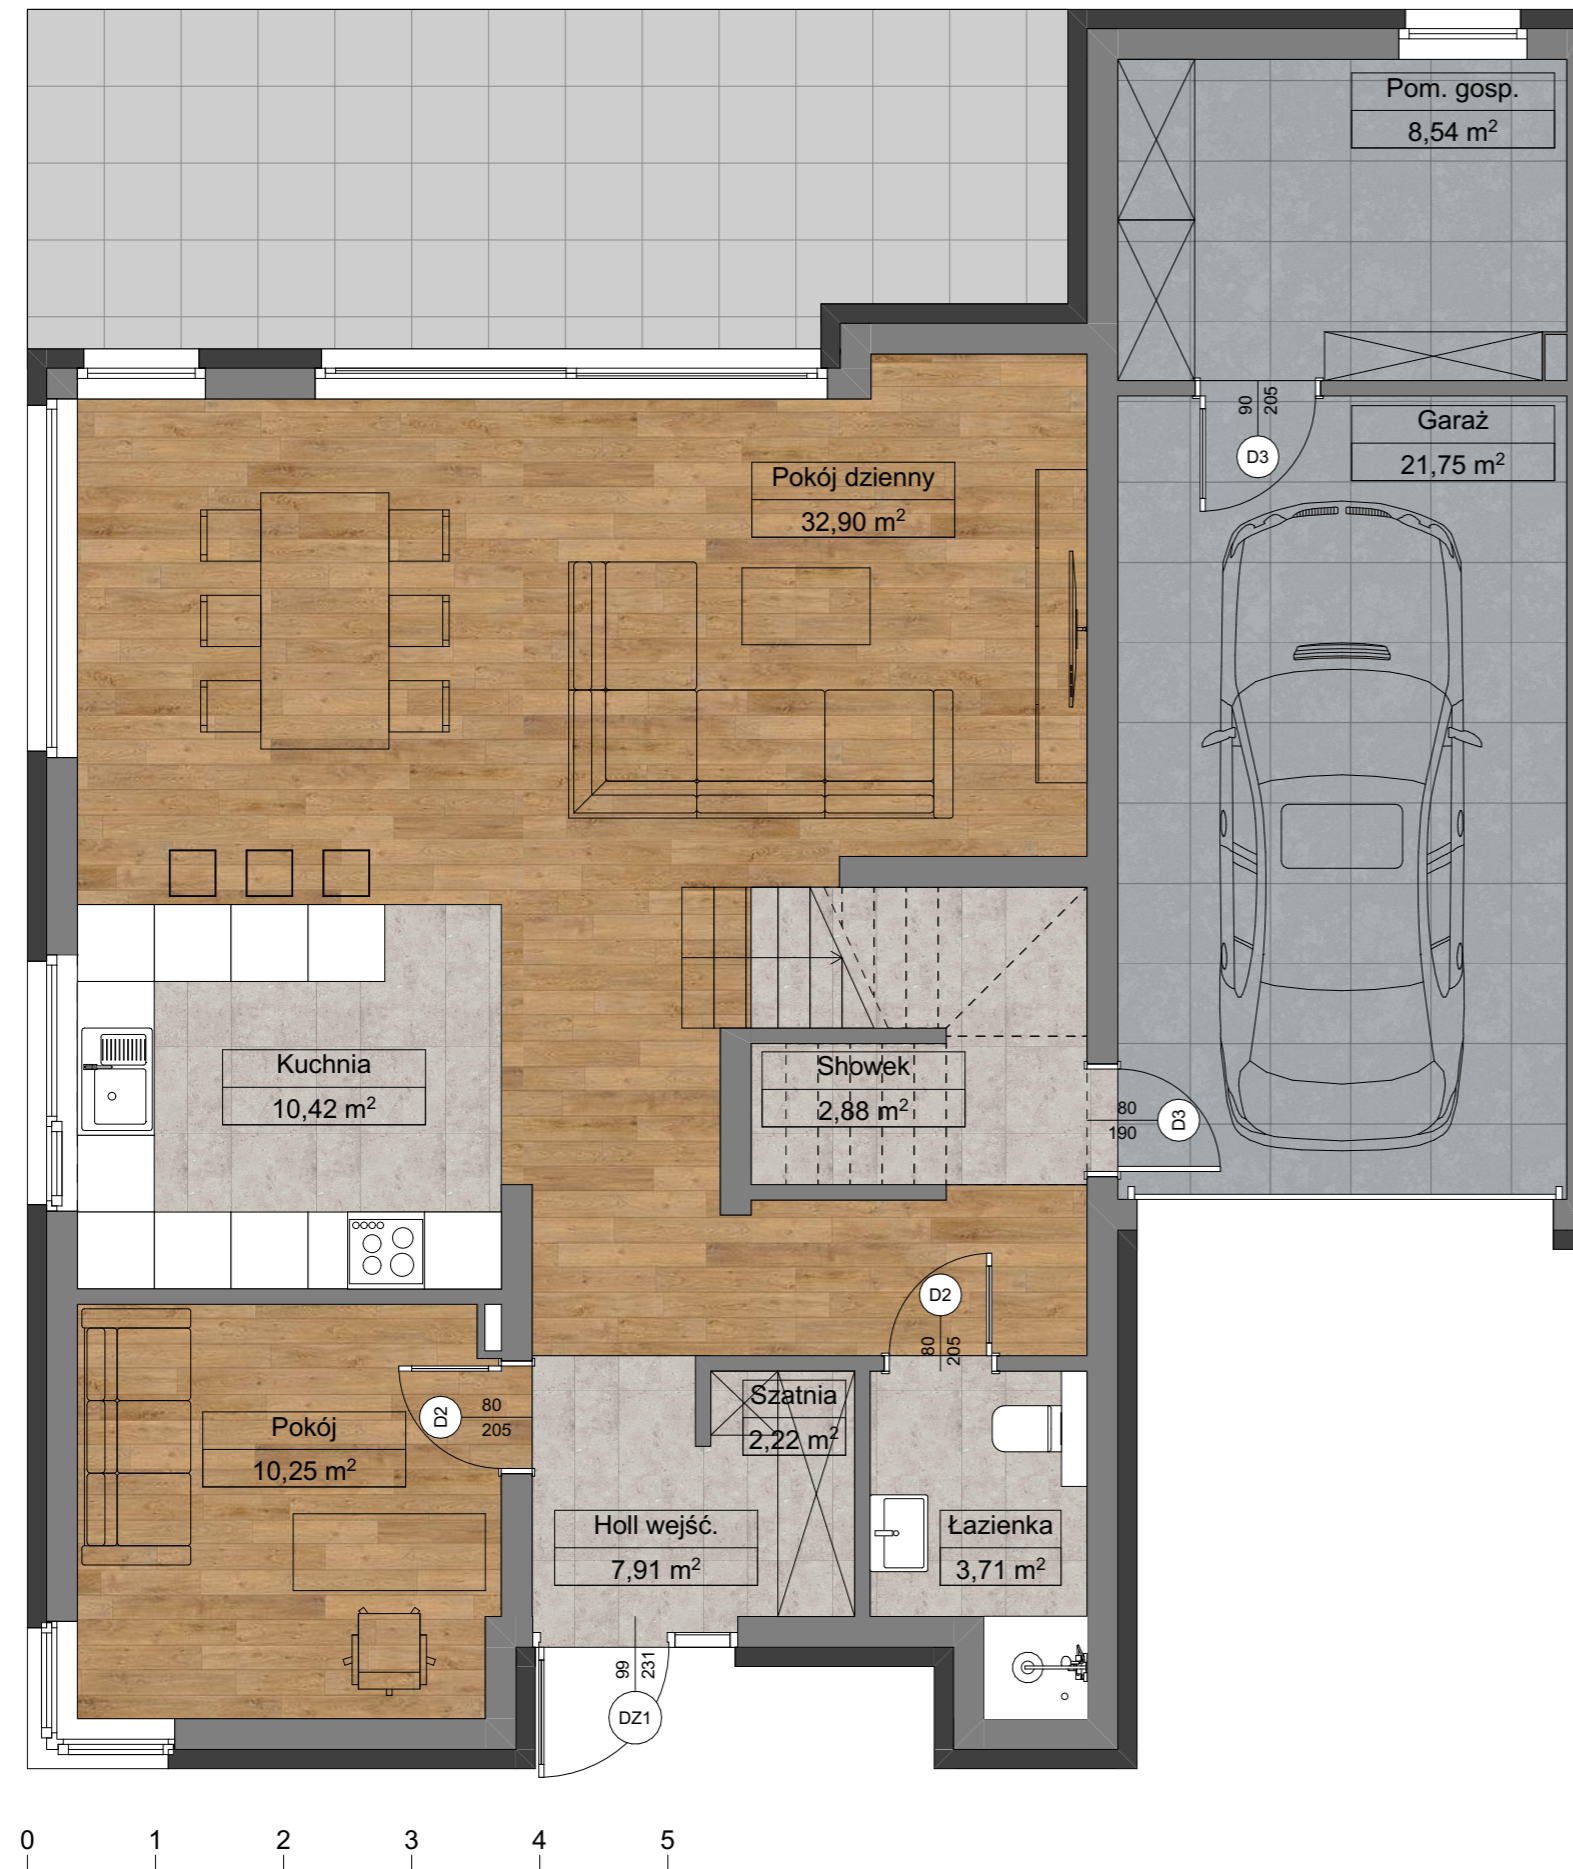 Pom. gosp.
8,54 m²
90
205
D3
Garaż
21,75 m²
Pokój dzienny
32,90 m²
Kuchnia
10,42 m²
Showek
2,88 m²
80
190
D3
D2
80
205
Pokój
10,25 m²
D2
80
205
Szatnia
2,22 m²
Holl wejść.
7,91 m²
Łazienka
3,71 m²
99
231
DZ1
0 1 2 3 4 5